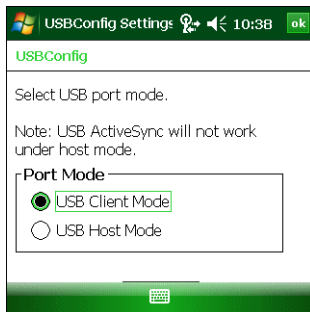 USBConfig Settings 10:38 ok
USBConfig
Select USB port mode.
Note: USB ActiveSync will not work
under host mode.
Port Mode
USB Client Mode
USB Host Mode